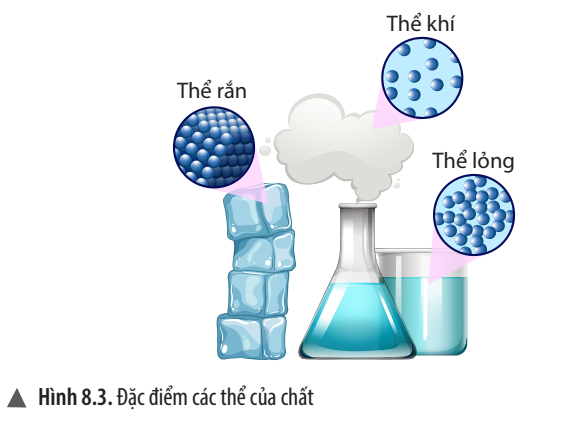 Thể khí
Thể rắn
Thể lỏng
Hình 8.3. Đặc điểm các thể của chất